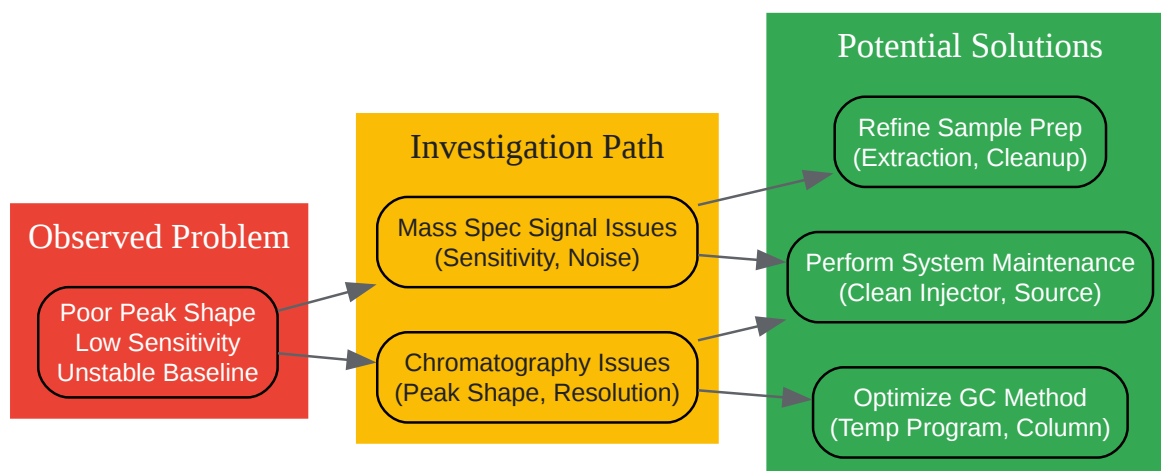 Observed Problem
Poor Peak Shape
Low Sensitivity
Unstable Baseline
Investigation Path
Mass Spec Signal Issues
(Sensitivity, Noise)
Chromatography Issues
(Peak Shape, Resolution)
Potential Solutions
Refine Sample Prep
(Extraction, Cleanup)
Perform System Maintenance
(Clean Injector, Source)
Optimize GC Method
(Temp Program, Column)